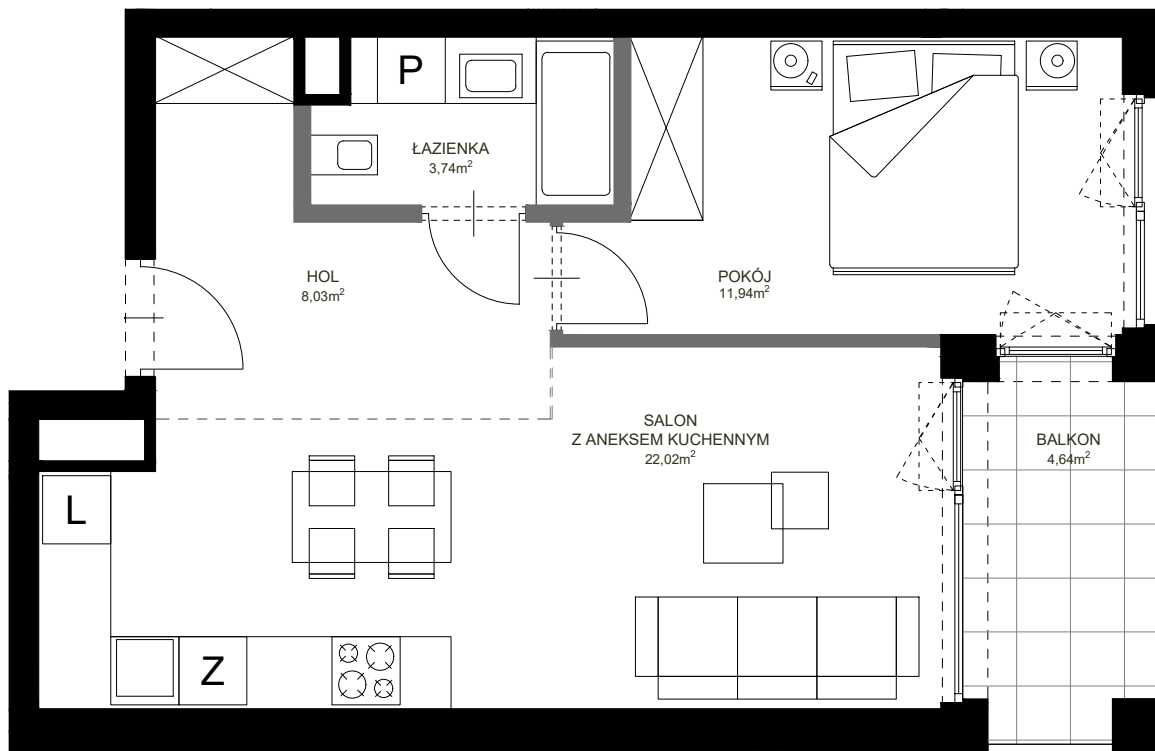 P
ŁAZIENKA
3,74m²
HOL
8,03m²
POKÓJ
11,94m²
SALON
Z ANEKSEM KUCHENNYM
22,02m²
BALKON
4,64m²
L
Z